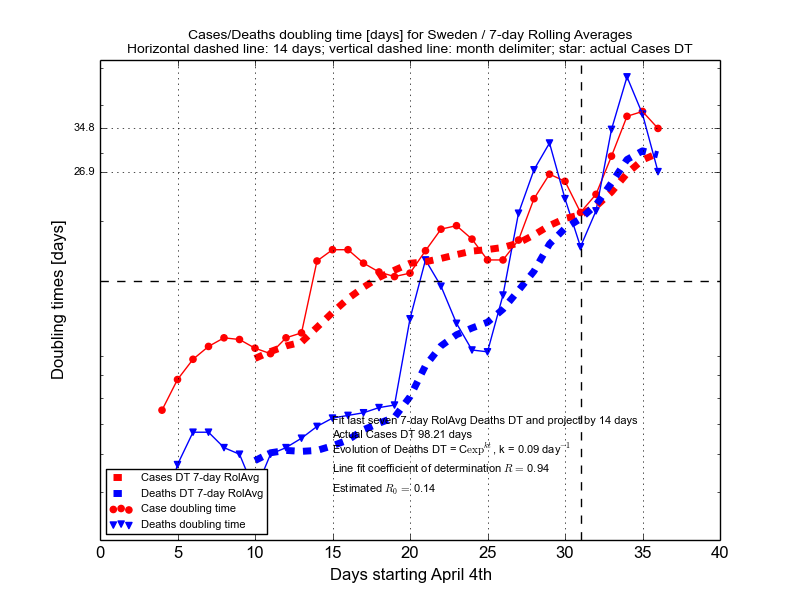 Cases/Deaths doubling time [days] for Sweden / 7-day Rolling Averages
Horizontal dashed line: 14 days; vertical dashed line: month delimiter; star: actual Cases DT
34.8
26.9
Doubling times [days]
Fit last seven 7-day RolAvg Deaths DT and project by 14 days
Actual Cases DT 98.21 days
Evolution of Deaths DT = Cexp^{kt}, k = 0.09 day^{-1}
Line fit coefficient of determination R = 0.94
Estimated R_0 = 0.14
Cases DT 7-day RolAvg
Deaths DT 7-day RolAvg
Case doubling time
Deaths doubling time
0 5 10 15 20 25 30 35 40
Days starting April 4th